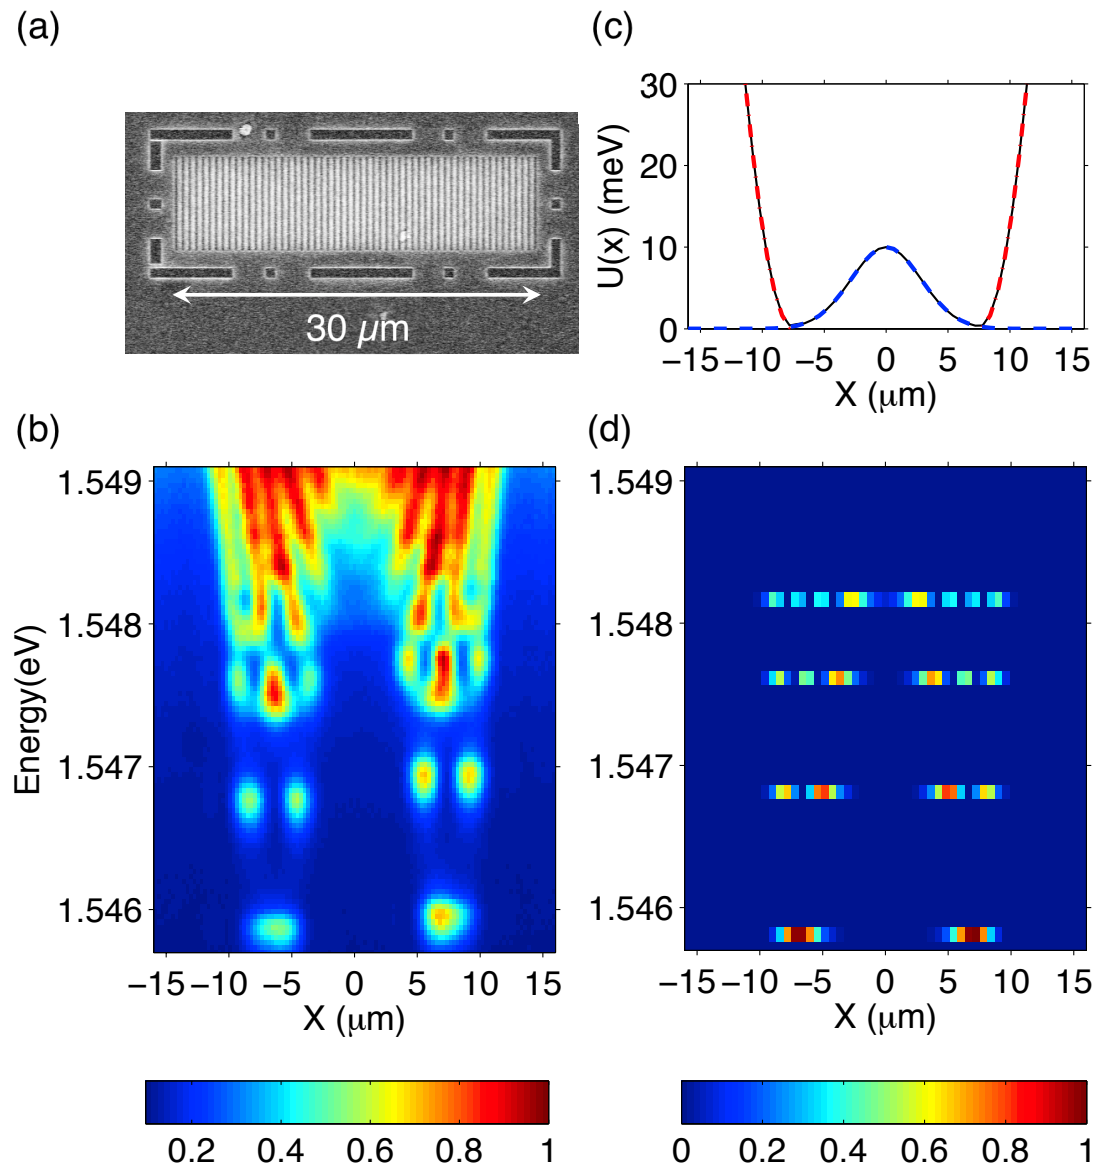 (a)
30 μm
(c)
30
20
10
0
U(x) (meV)
−15 −10 −5 0 5 10 15
X (μm)
(b)
1.549
1.548
1.547
1.546
Energy(eV)
−15 −10 −5 0 5 10 15
X (μm)
0.2 0.4 0.6 0.8 1
(d)
1.549
1.548
1.547
1.546
−15 −10 −5 0 5 10 15
X (μm)
0 0.2 0.4 0.6 0.8 1